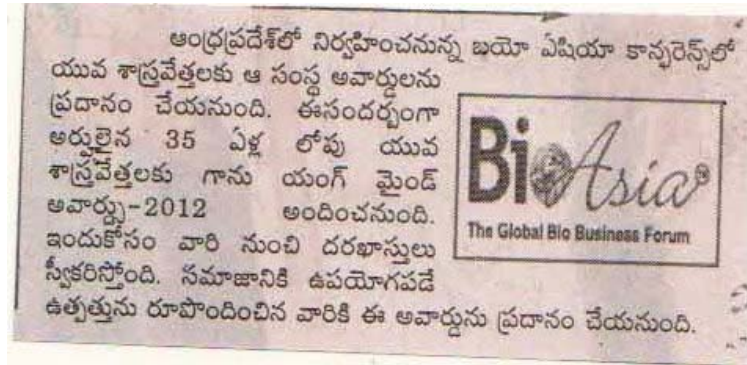 ఆంధ్రప్రదేశ్‌లో నిర్వహించనున్న బయో ఏషియా కాన్ఫరెన్స్‌లో
యువ శాస్త్రవేత్తలకు ఆ సంస్థ అవార్డులను
ప్రదానం చేయనుంది. ఈసందర్భంగా
అర్హులైన 35 ఏళ్ల లోపు యువ
శాస్త్రవేత్తలకు గాను యంగ్ మైండ్
అవార్డు-2012 అందించనుంది.
ఇందుకోసం వారి నుంచి దరఖాస్తులు
స్వీకరిస్తోంది. సమాజానికి ఉపయోగపడే
ఉత్పత్తును రూపొందించిన వారికి ఈ అవార్డును ప్రదానం చేయనుంది.
BioAsia®
The Global Bio Business Forum